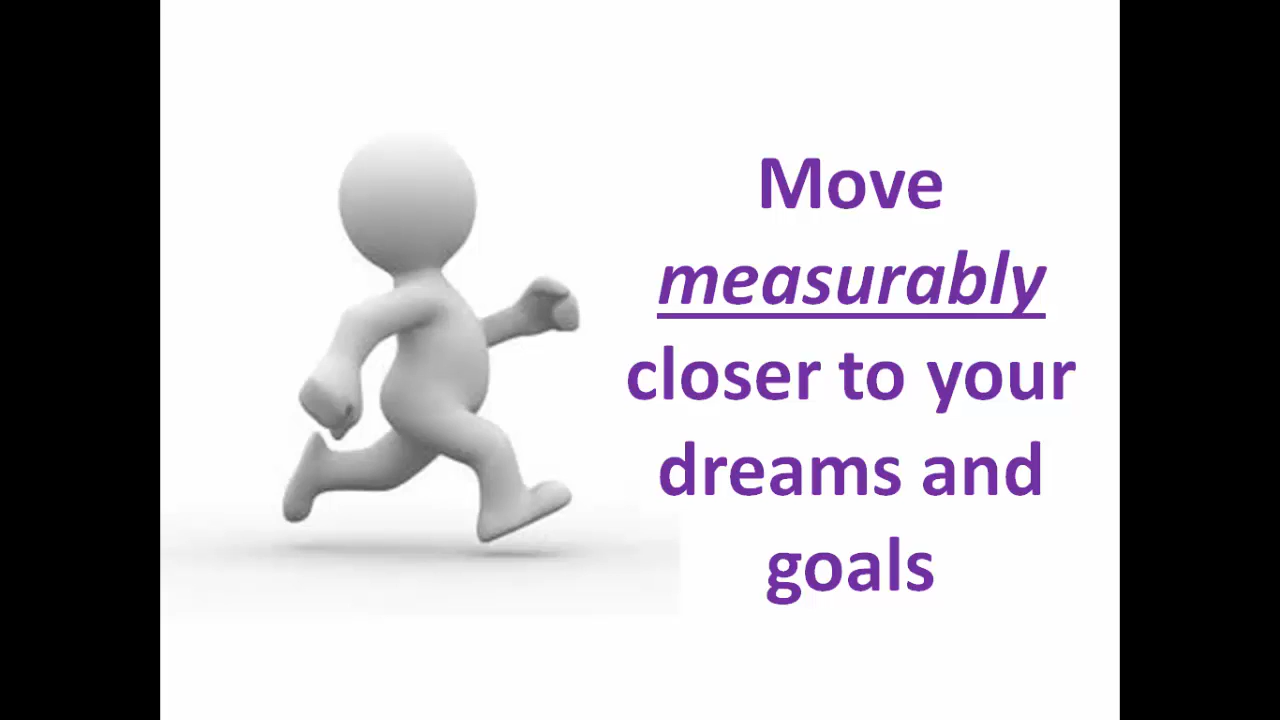 Move
measurably
closer to your
dreams and
goals